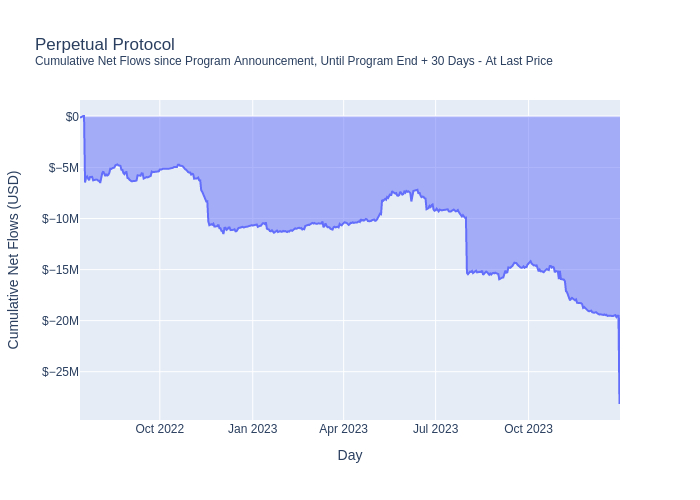 Perpetual Protocol
Cumulative Net Flows since Program Announcement, Until Program End + 30 Days - At Last Price
Cumulative Net Flows (USD)
$0
$−5M
$−10M
$−15M
$−20M
$−25M
Oct 2022
Jan 2023
Apr 2023
Jul 2023
Oct 2023
Day